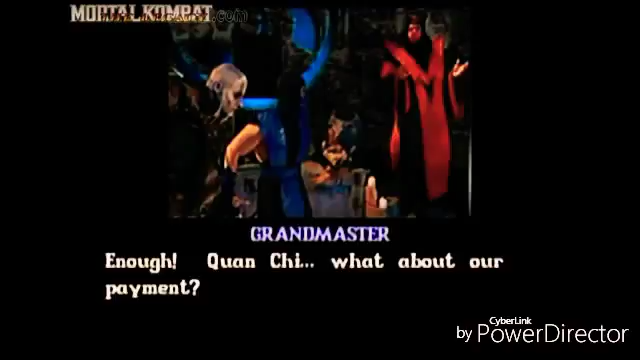 MORTAL KOMBAT
GRANDMASTER
Enough! Quan Chi... what about our
payment?
CyberLink
by PowerDirector